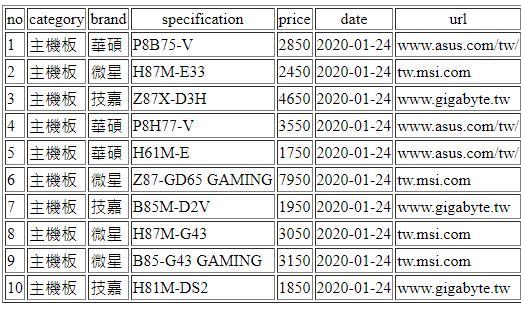 no category brand specification price date url
1 主機板 華碩 P8B75-V 2850 2020-01-24 www.asus.com/tw/
2 主機板 微星 H87M-E33 2450 2020-01-24 tw.msi.com
3 主機板 技嘉 Z87X-D3H 4650 2020-01-24 www.gigabyte.tw
4 主機板 華碩 P8H77-V 3550 2020-01-24 www.asus.com/tw/
5 主機板 華碩 H61M-E 1750 2020-01-24 www.asus.com/tw/
6 主機板 微星 Z87-GD65 GAMING 7950 2020-01-24 tw.msi.com
7 主機板 技嘉 B85M-D2V 1950 2020-01-24 www.gigabyte.tw
8 主機板 微星 H87M-G43 3050 2020-01-24 tw.msi.com
9 主機板 微星 B85-G43 GAMING 3150 2020-01-24 tw.msi.com
10 主機板 技嘉 H81M-DS2 1850 2020-01-24 www.gigabyte.tw